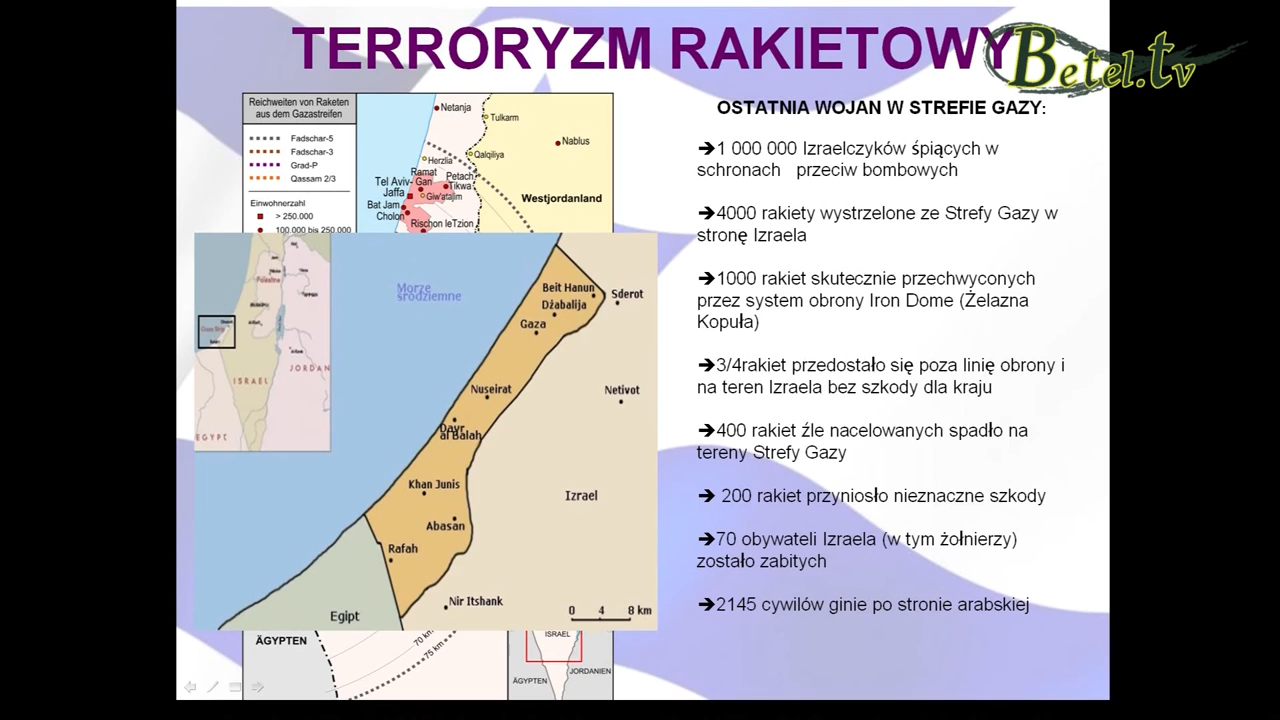 TERRORYZM RAKIETOWY
Betel.tv
Reichweiten von Raketen
aus dem Gazastreifen
Fadschar-5
Fadschar-3
Grad-P
Qassam 2/3
Einwohnerzahl
> 250.000
100.000 bis 250.000
Netanja
Tulkarm
Nablus
Qalqiliya
Herzlia
Ramat
Gan
Petach
Tikwa
Tel Aviv-
Jaffa
Giw'atajim
Bat Jam
Cholon
Rischon leTzion
Westjordanland
Morze
środziemne
Beit Hanun
Sderot
Dżabalija
Gaza
Nuseirat
Netivot
Dayr
al Balah
Khan Junis
Izrael
Abasan
Rafah
Nir Itshank
Egipt
0 4 8 km
ISRAEL
JORDAN
EGYPT
ÄGYPTEN
70 km
75 km
ISRAEL
JORDANIEN
ÄGYPTEN
OSTATNIA WOJAN W STREFIE GAZY:
➔1 000 000 Izraelczyków śpiących w
schronach przeciw bombowych
➔4000 rakiety wystrzelone ze Strefy Gazy w
stronę Izraela
➔1000 rakiet skutecznie przechwyconych
przez system obrony Iron Dome (Żelazna
Kopuła)
➔3/4rakiet przedostało się poza linię obrony i
na teren Izraela bez szkody dla kraju
➔400 rakiet źle nacelowanych spadło na
tereny Strefy Gazy
➔ 200 rakiet przyniosło nieznaczne szkody
➔70 obywateli Izraela (w tym żołnierzy)
zostało zabitych
➔2145 cywilów ginie po stronie arabskiej